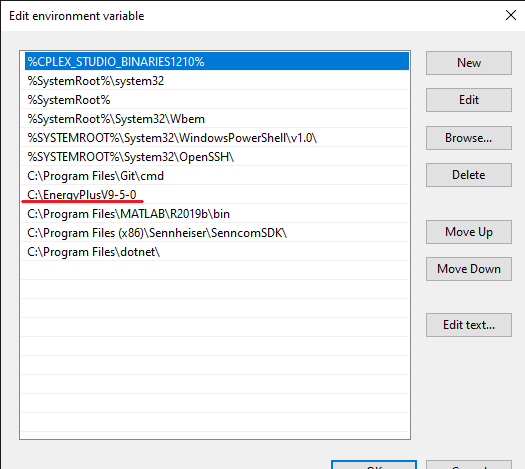 Edit environment variable
%CPLEX_STUDIO_BINARIES1210%
%SystemRoot%\system32
%SystemRoot%
%SystemRoot%\System32\Wbem
%SYSTEMROOT%\System32\WindowsPowerShell\v1.0\
%SYSTEMROOT%\System32\OpenSSH\
C:\Program Files\Git\cmd
C:\EnergyPlusV9-5-0
C:\Program Files\MATLAB\R2019b\bin
C:\Program Files (x86)\Sennheiser\SenncomSDK\
C:\Program Files\dotnet\
New
Edit
Browse...
Delete
Move Up
Move Down
Edit text...